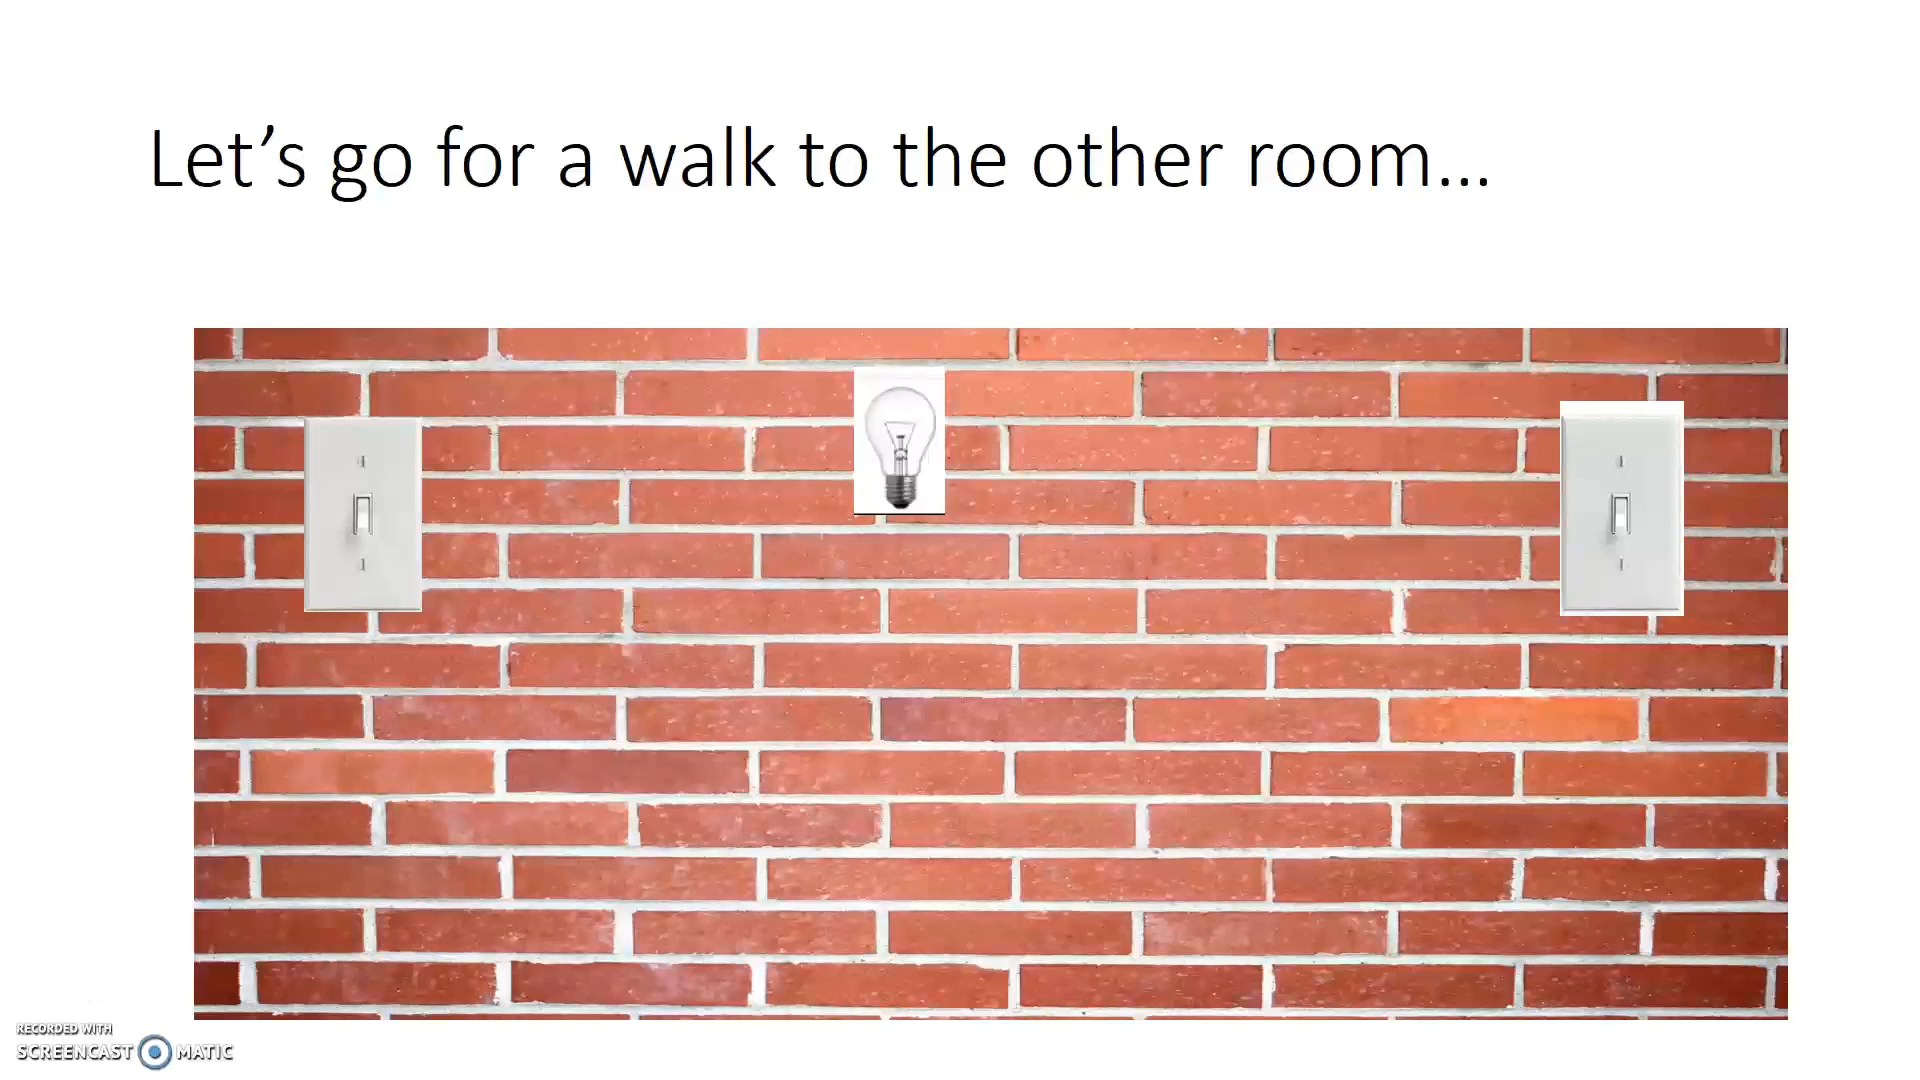 Let’s go for a walk to the other room…
RECORDED WITH
SCREENCAST MATIC